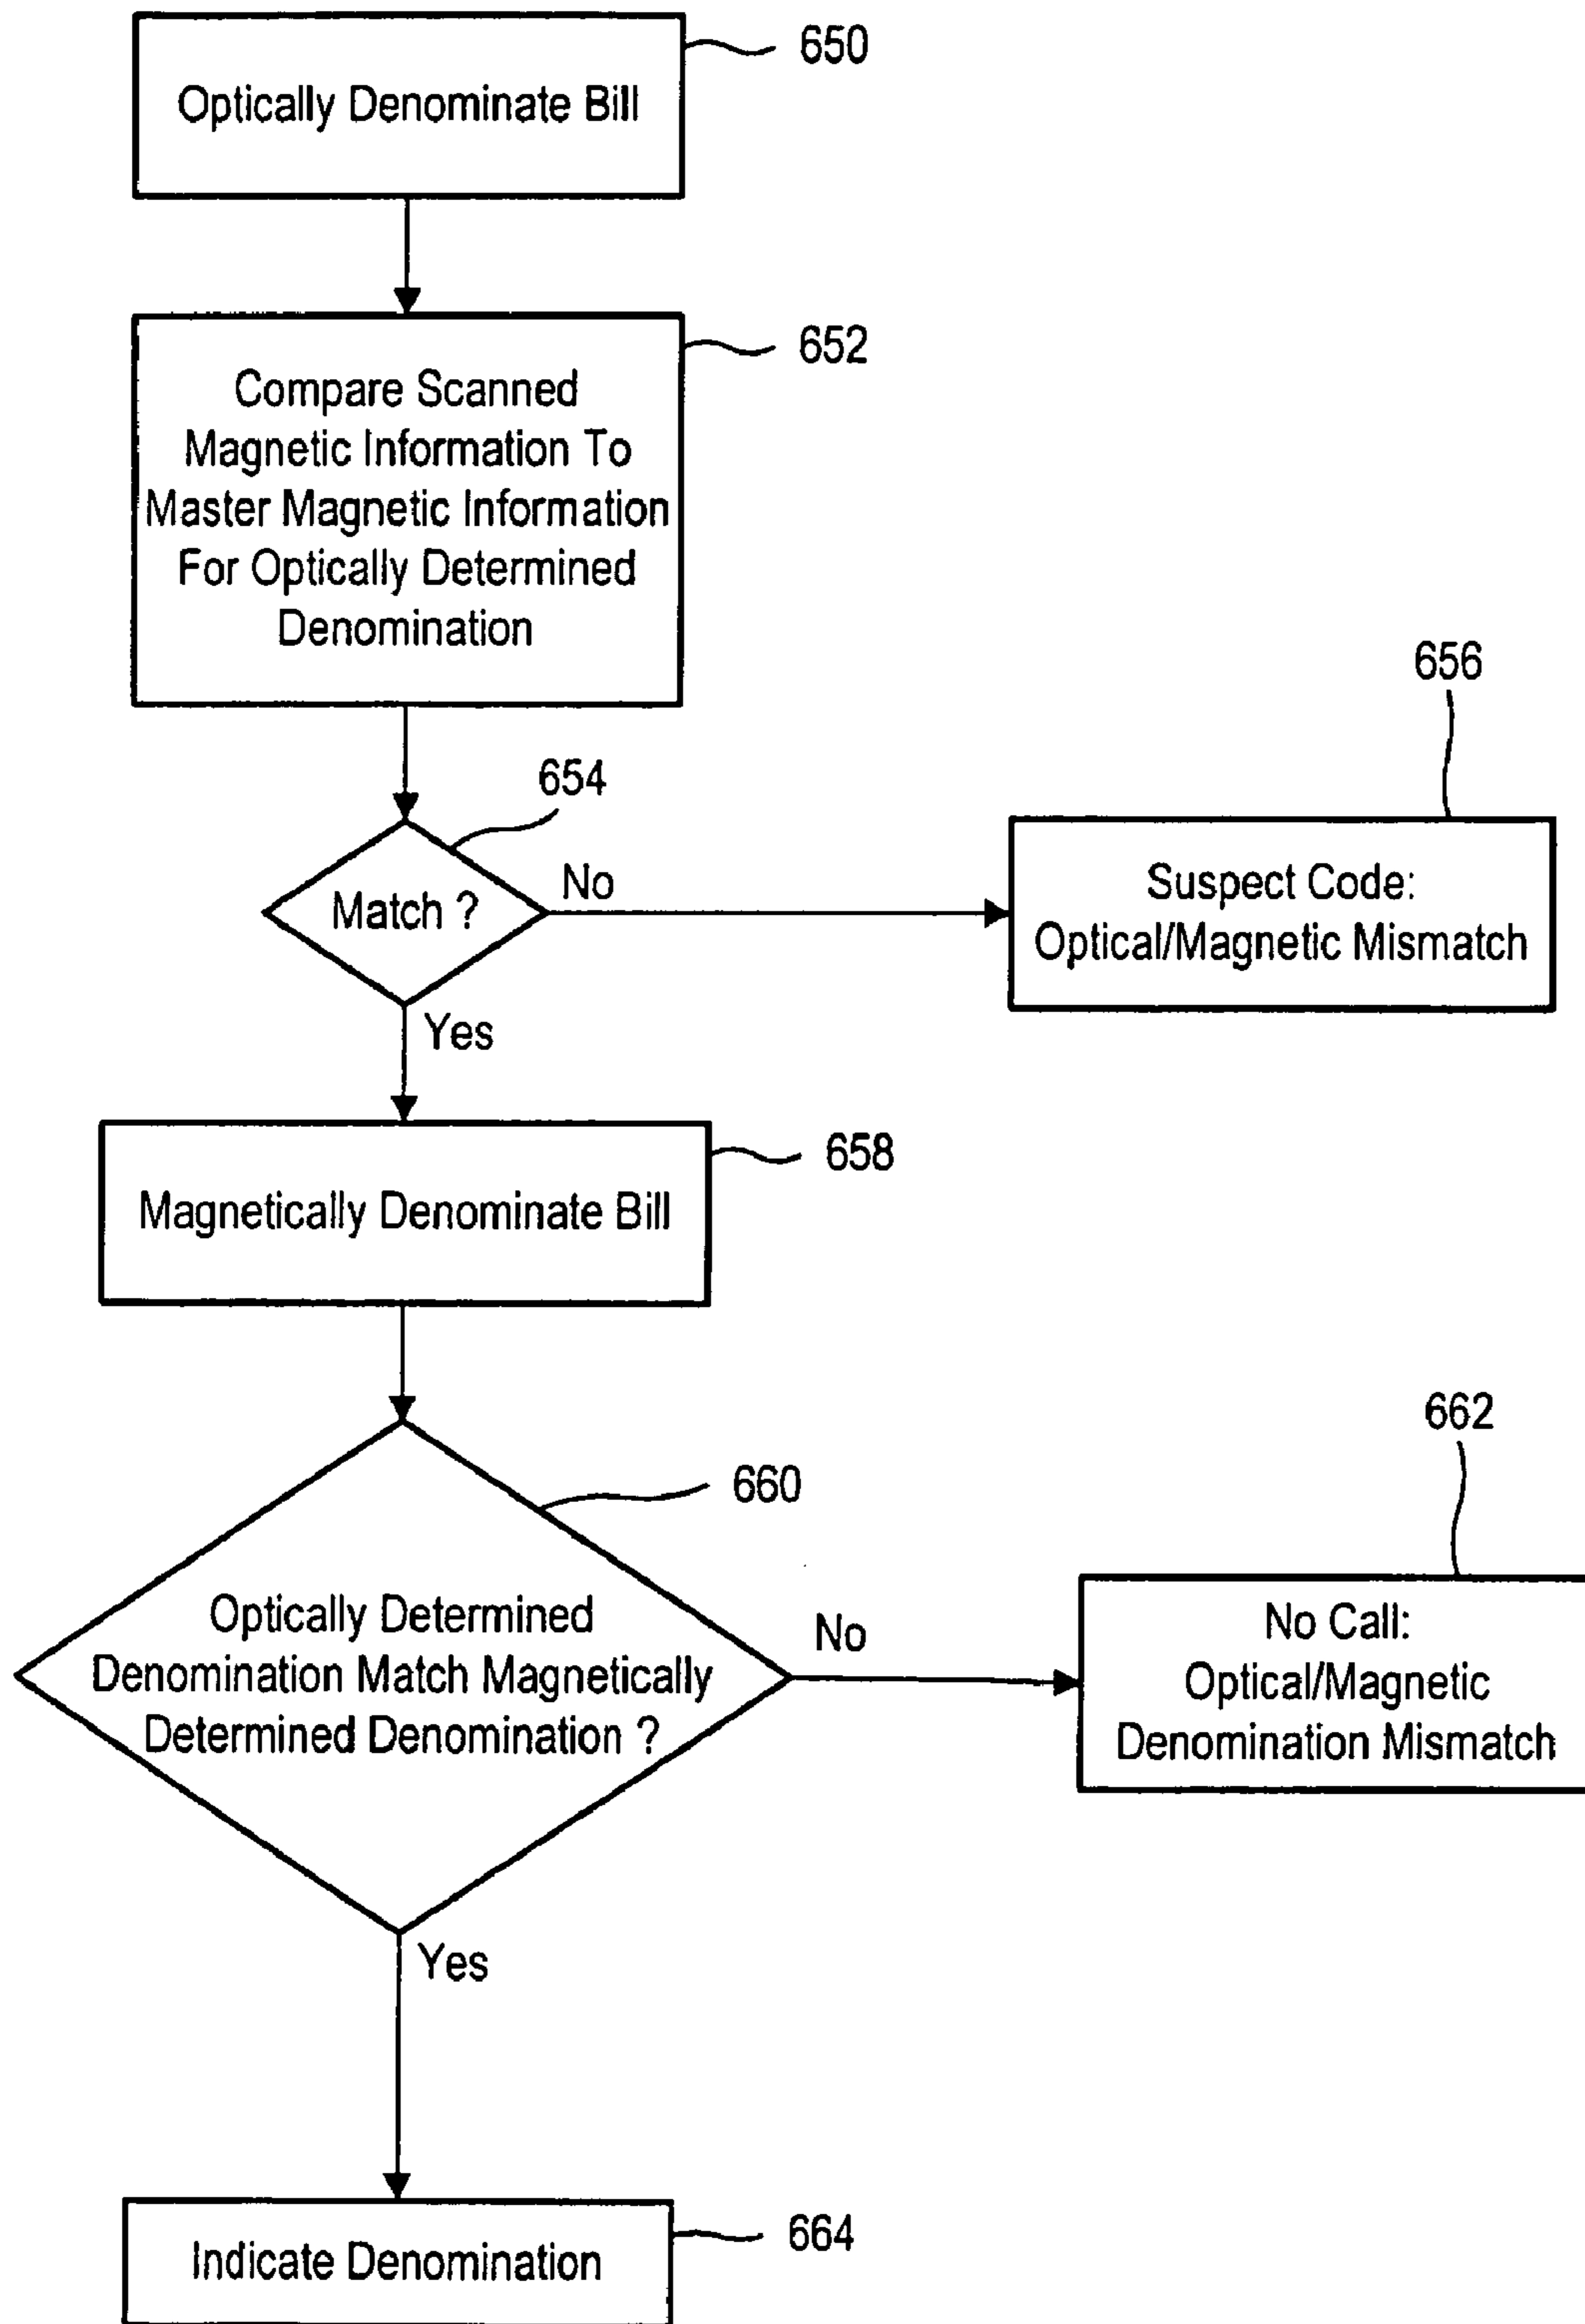 650
Optically Denominate Bill
652
Compare Scanned
Magnetic Information To
Master Magnetic Information
For Optically Determined
Denomination
654
Match ?
No
656
Suspect Code:
Optical/Magnetic Mismatch
Yes
658
Magnetically Denominate Bill
660
Optically Determined
Denomination Match Magnetically
Determined Denomination ?
No
662
No Call:
Optical/Magnetic
Denomination Mismatch
Yes
664
Indicate Denomination